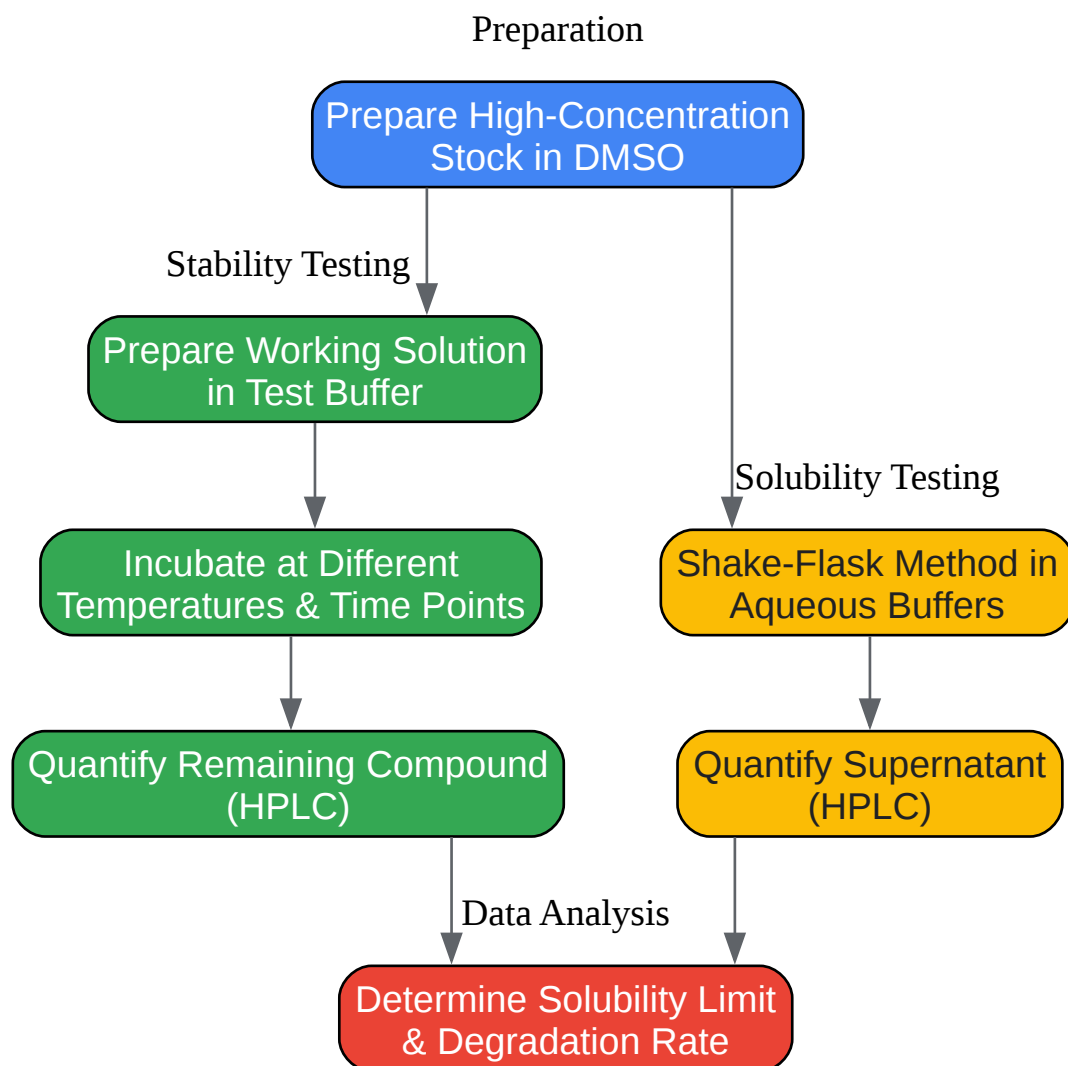 Preparation
Prepare High-Concentration
Stock in DMSO
Stability Testing
Prepare Working Solution
in Test Buffer
Incubate at Different
Temperatures & Time Points
Quantify Remaining Compound
(HPLC)
Solubility Testing
Shake-Flask Method in
Aqueous Buffers
Quantify Supernatant
(HPLC)
Data Analysis
Determine Solubility Limit
& Degradation Rate